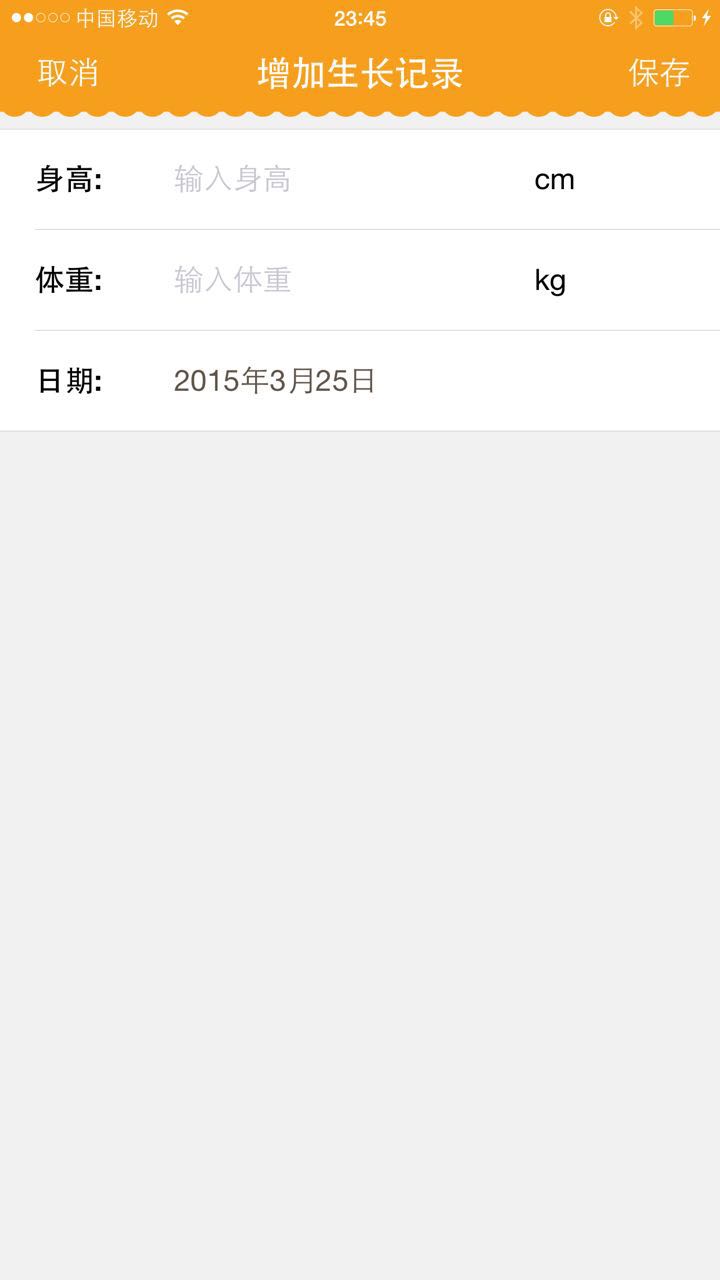 中国移动 23:45
取消 增加生长记录 保存
身高: 输入身高 cm
体重: 输入体重 kg
日期: 2015年3月25日